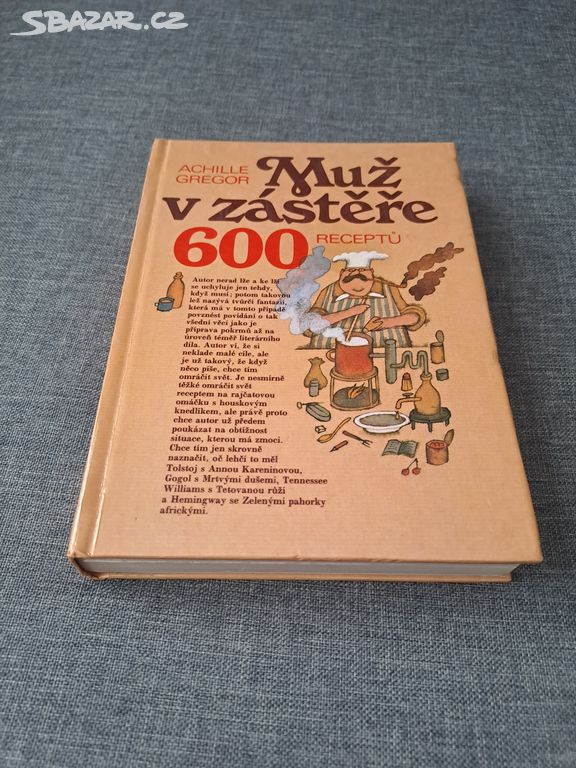 SBAZAR.CZ
ACHILLE
GREGOR
Muž
v zástěře
600 RECEPTŮ
Autor nerad lže a ke lži
se uchyluje jen tehdy,
když musí; potom takovou
lež nazývá tvůrčí fantazií,
která má v tomto případě
povznést povídání o tak
všední věci jako je
příprava pokrmů až na
úroveň téměř literárního
díla. Autor ví, že si
neklade malé cíle, ale
je už takový, že když
něco píše, chce tím
omráčit svět. Je nesmírně
těžké omráčit svět
receptem na rajčatovou
omáčku s houskovým
knedlíkem, ale právě proto
chce autor už předem
poukázat na obtížnost
situace, kterou má zmoci.
Chce tím jen skrovně
naznačit, oč lehčí to měl
Tolstoj s Annou Kareninovou,
Gogol s Mrtvými dušemi, Tennessee
Williams s Tetovanou růží
a Hemingway se Zelenými pahorky
africkými.